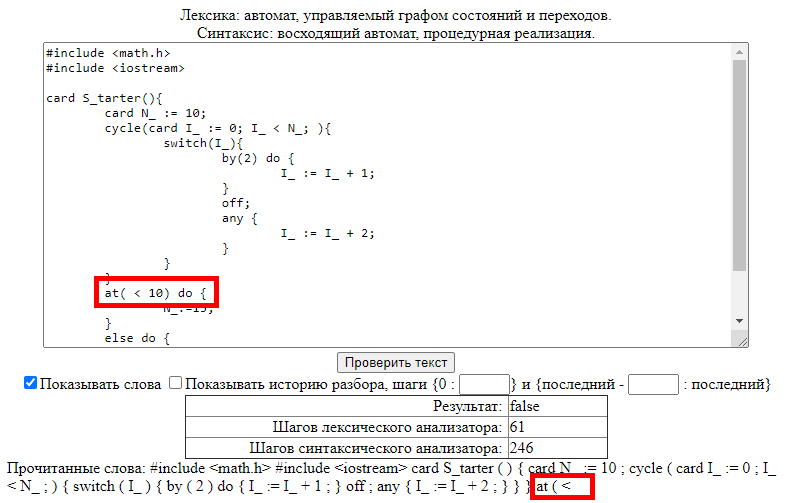 Лексика: автомат, управляемый графом состояний и переходов.
Синтаксис: восходящий автомат, процедурная реализация.
#include <math.h>
#include <iostream>
card S_tarter(){
card N_ := 10;
cycle(card I_ := 0; I_ < N_; ){
switch(I_){
by(2) do {
I_ := I_ + 1;
}
off;
any {
I_ := I_ + 2;
}
}
}
at( < 10) do {
N_:=15;
}
else do {
Проверить текст
Показывать слова Показывать историю разбора, шаги {0 : } и {последний - : последний}
Результат: false
Шагов лексического анализатора: 61
Шагов синтаксического анализатора: 246
Прочитанные слова: #include <math.h> #include <iostream> card S_tarter ( ) { card N_ := 10 ; cycle ( card I_ := 0 ; I_
< N_ ; ) { switch ( I_ ) { by ( 2 ) do { I_ := I_ + 1 ; } off ; any { I_ := I_ + 2 ; } } } at ( <